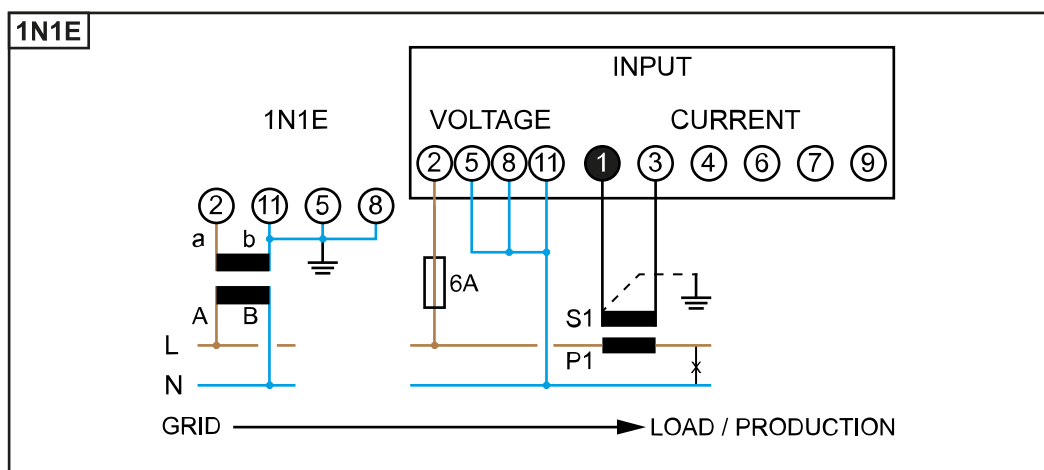 1N1E
INPUT
1N1E
VOLTAGE CURRENT
2 5 8 11 1 3 4 6 7 9
2 11 5 8
a b
6A
A B
S1
L
P1
N
GRID LOAD / PRODUCTION